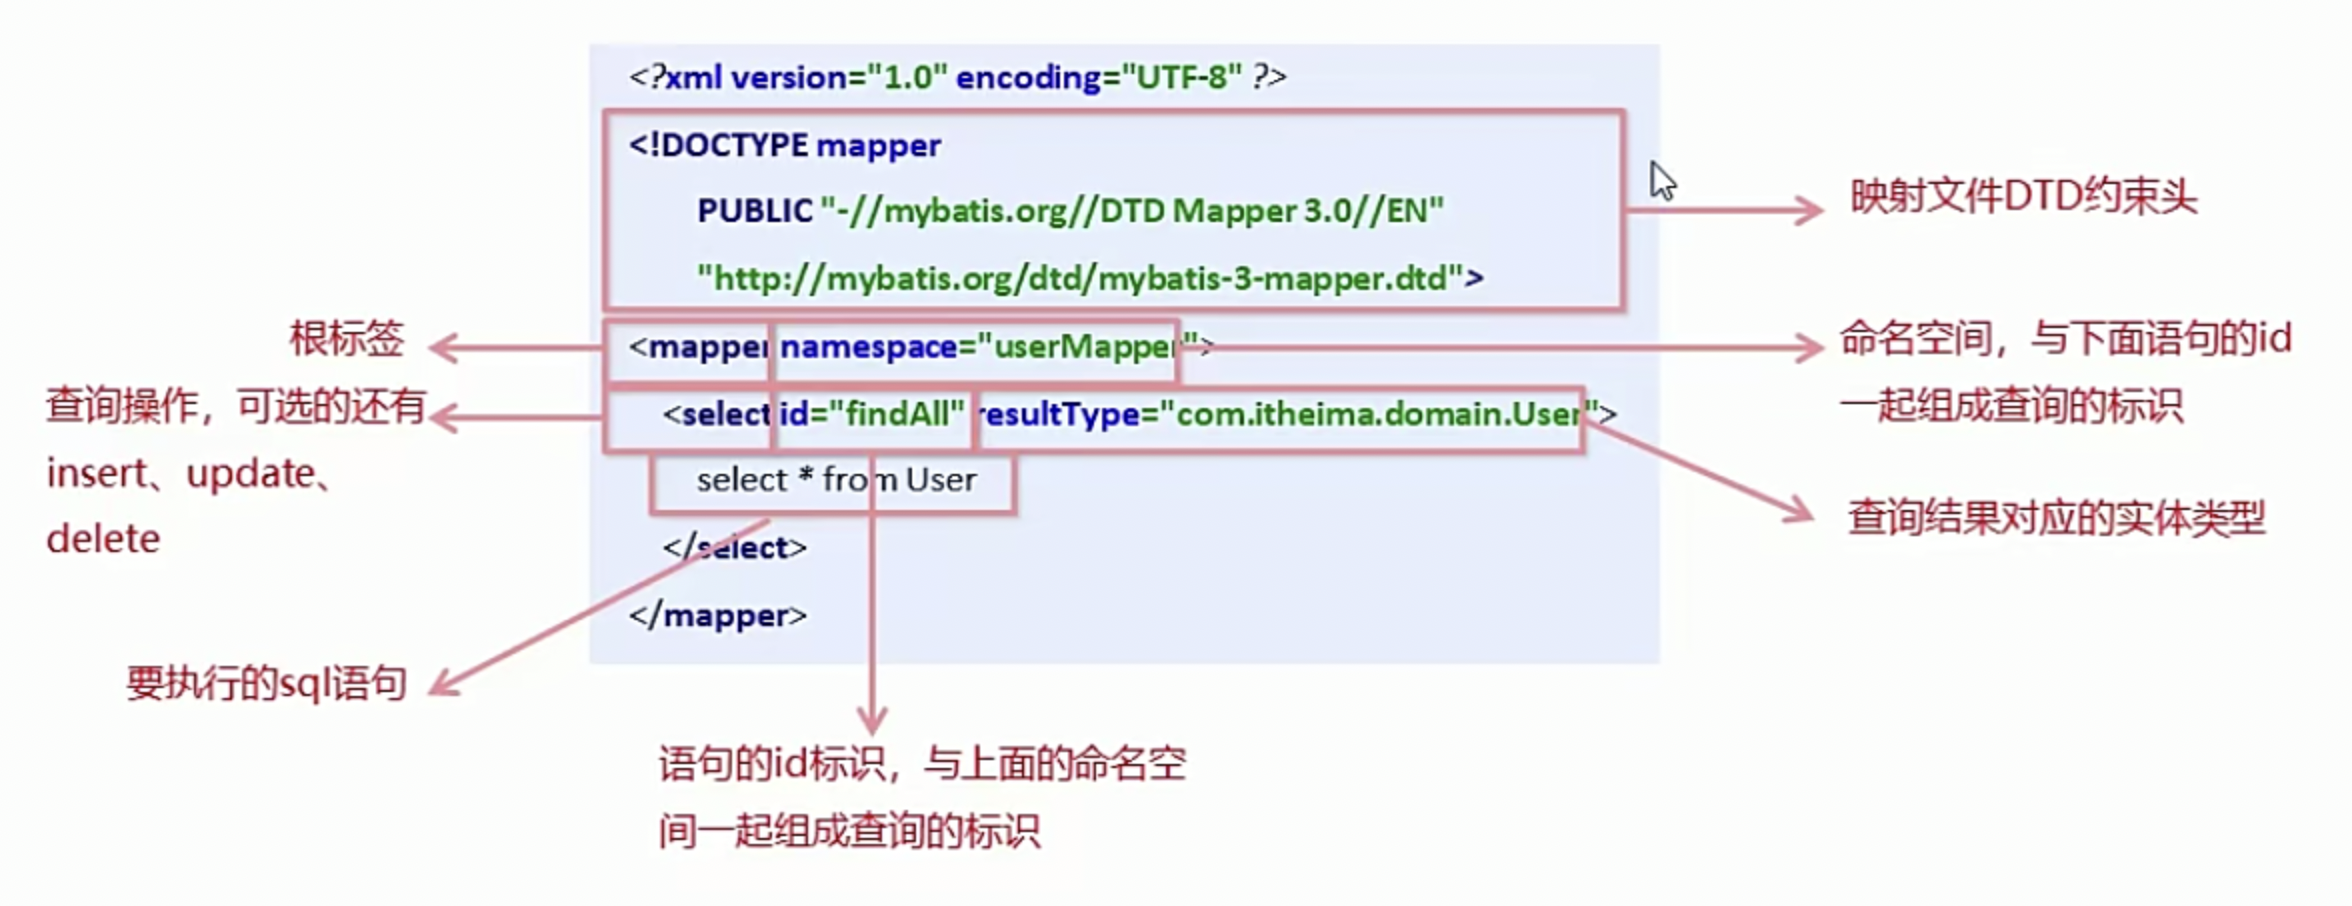 <?xml version="1.0" encoding="UTF-8" ?>
<!DOCTYPE mapper
PUBLIC "-//mybatis.org//DTD Mapper 3.0//EN"
"http://mybatis.org/dtd/mybatis-3-mapper.dtd">
映射文件DTD约束头
根标签
<mapper namespace="userMapper">
命名空间，与下面语句的id
一起组成查询的标识
查询操作，可选的还有
insert、update、
delete
<select id="findAll" resultType="com.itheima.domain.User">
查询结果对应的实体类型
select * from User
</select>
</mapper>
要执行的sql语句
语句的id标识，与上面的命名空
间一起组成查询的标识